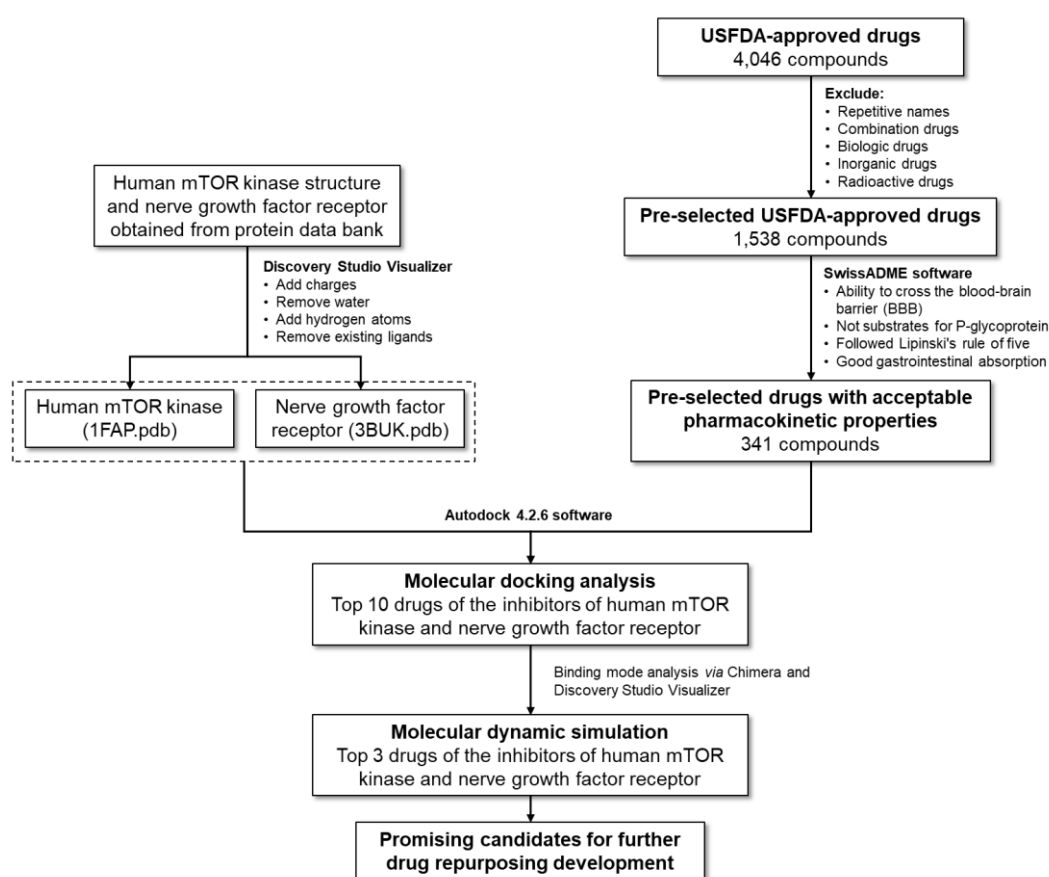 USFDA-approved drugs
4,046 compounds
Exclude:
• Repetitive names
• Combination drugs
• Biologic drugs
• Inorganic drugs
• Radioactive drugs
Human mTOR kinase structure
and nerve growth factor receptor
obtained from protein data bank
Pre-selected USFDA-approved drugs
1,538 compounds
Discovery Studio Visualizer
• Add charges
• Remove water
• Add hydrogen atoms
• Remove existing ligands
SwissADME software
• Ability to cross the blood-brain
barrier (BBB)
• Not substrates for P-glycoprotein
• Followed Lipinski's rule of five
• Good gastrointestinal absorption
Human mTOR kinase
(1FAP.pdb)
Nerve growth factor
receptor (3BUK.pdb)
Pre-selected drugs with acceptable
pharmacokinetic properties
341 compounds
Autodock 4.2.6 software
Molecular docking analysis
Top 10 drugs of the inhibitors of human mTOR
kinase and nerve growth factor receptor
Binding mode analysis via Chimera and
Discovery Studio Visualizer
Molecular dynamic simulation
Top 3 drugs of the inhibitors of human mTOR
kinase and nerve growth factor receptor
Promising candidates for further
drug repurposing development